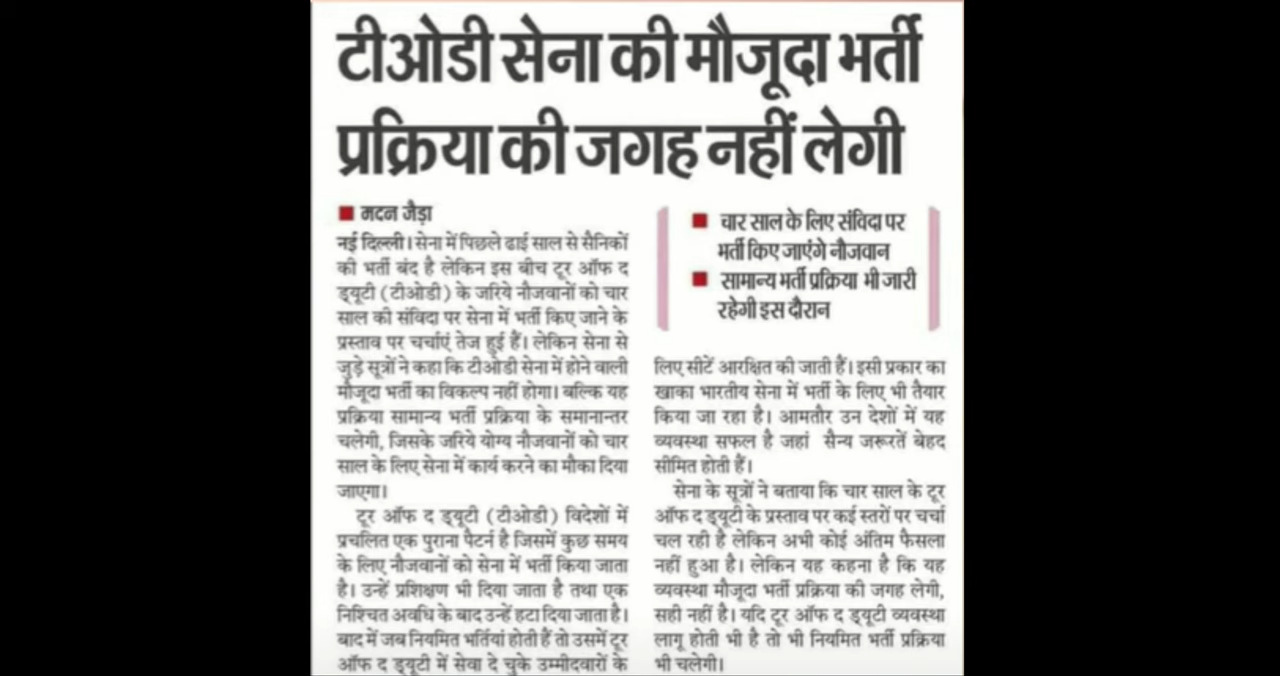 टीओडी सेना की मौजूदा भर्ती
प्रक्रिया की जगह नहीं लेगी
मदन जैड़ा
नई दिल्ली। सेना में पिछले ढाई साल से सैनिकों
की भर्ती बंद है लेकिन इस बीच टूर ऑफ द
ड्यूटी (टीओडी) के जरिये नौजवानों को चार
साल की संविदा पर सेना में भर्ती किए जाने के
प्रस्ताव पर चर्चाएं तेज हुई हैं। लेकिन सेना से
जुड़े सूत्रों ने कहा कि टीओडी सेना में होने वाली
मौजूदा भर्ती का विकल्प नहीं होगा। बल्कि यह
प्रक्रिया सामान्य भर्ती प्रक्रिया के समानान्तर
चलेगी, जिसके जरिये योग्य नौजवानों को चार
साल के लिए सेना में कार्य करने का मौका दिया
जाएगा।
टूर ऑफ द ड्यूटी (टीओडी) विदेशों में
प्रचलित एक पुराना पैटर्न है जिसमें कुछ समय
के लिए नौजवानों को सेना में भर्ती किया जाता
है। उन्हें प्रशिक्षण भी दिया जाता है तथा एक
निश्चित अवधि के बाद उन्हें हटा दिया जाता है।
बाद में जब नियमित भर्तियां होती हैं तो उसमें टूर
ऑफ द ड्यूटी में सेवा दे चुके उम्मीदवारों के
चार साल के लिए संविदा पर
भर्ती किए जाएंगे नौजवान
सामान्य भर्ती प्रक्रिया भी जारी
रहेगी इस दौरान
लिए सीटें आरक्षित की जाती हैं। इसी प्रकार का
खाका भारतीय सेना में भर्ती के लिए भी तैयार
किया जा रहा है। आमतौर उन देशों में यह
व्यवस्था सफल है जहां सैन्य जरूरतें बेहद
सीमित होती हैं।
सेना के सूत्रों ने बताया कि चार साल के टूर
ऑफ द ड्यूटी के प्रस्ताव पर कई स्तरों पर चर्चा
चल रही है लेकिन अभी कोई अंतिम फैसला
नहीं हुआ है। लेकिन यह कहना है कि यह
व्यवस्था मौजूदा भर्ती प्रक्रिया की जगह लेगी,
सही नहीं है। यदि टूर ऑफ द ड्यूटी व्यवस्था
लागू होती भी है तो भी नियमित भर्ती प्रक्रिया
भी चलेगी।